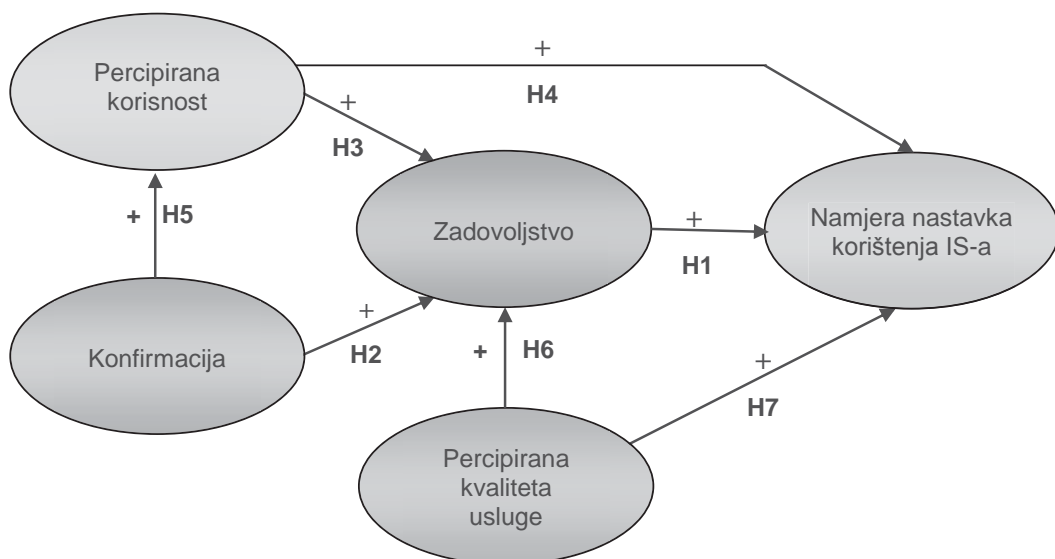 Percipirana
korisnost
+
H4
+
H3
+ H5
Zadovoljstvo
+
H1
Namjera nastavka
korištenja IS-a
Konfirmacija
+
H2
+ H6
+
H7
Percipirana
kvaliteta
usluge